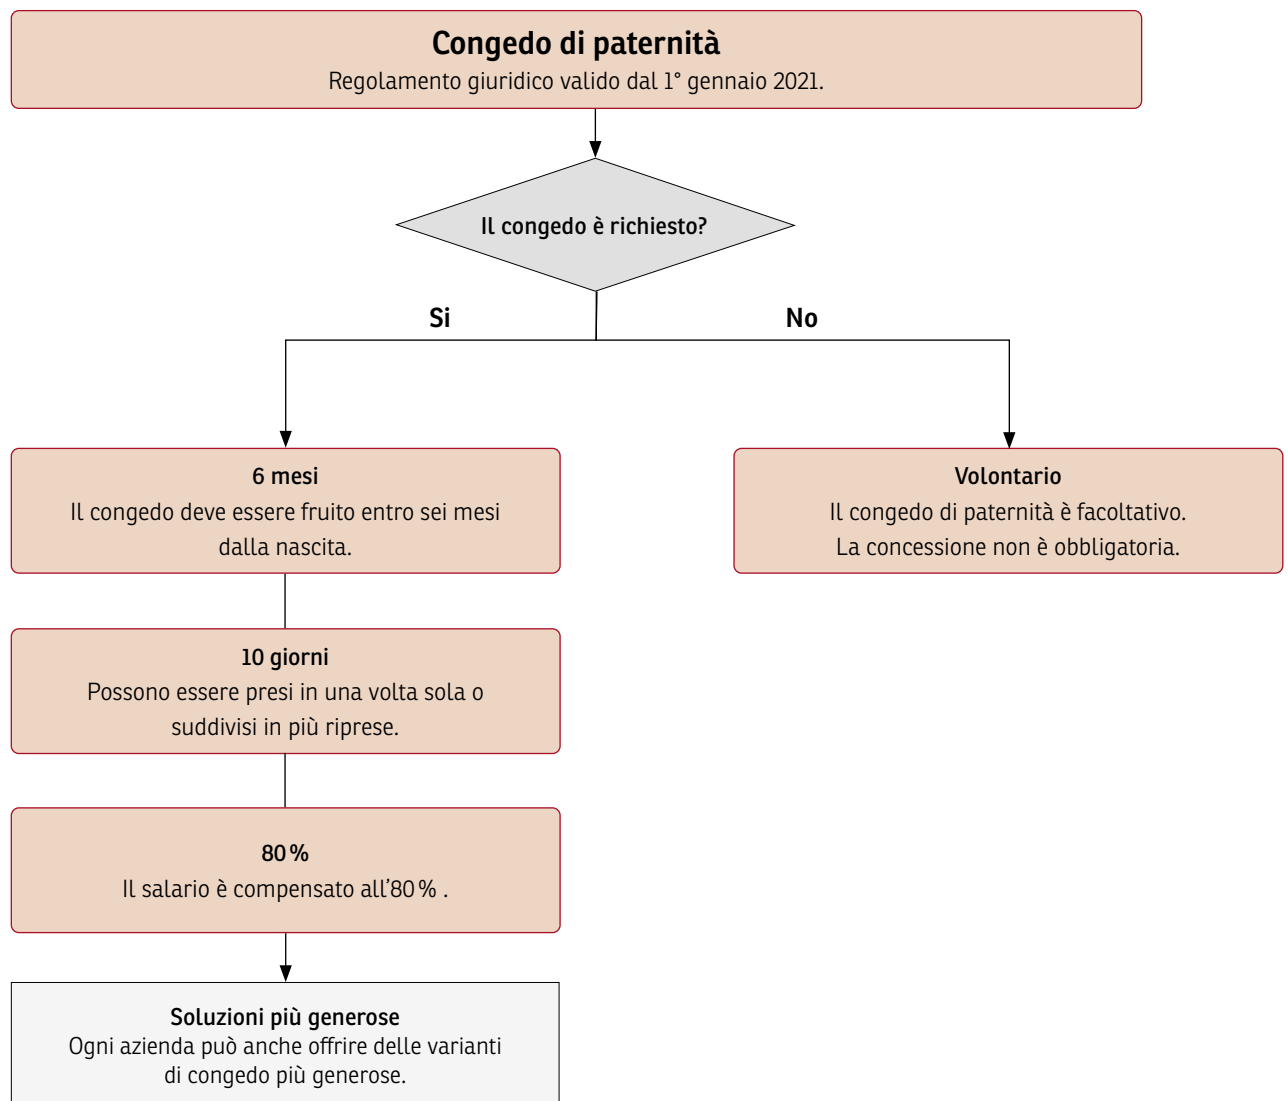 Congedo di paternità
Regolamento giuridico valido dal 1° gennaio 2021.
Il congedo è richiesto?
Si
No
6 mesi
Il congedo deve essere fruito entro sei mesi
dalla nascita.
Volontario
Il congedo di paternità è facoltativo.
La concessione non è obbligatoria.
10 giorni
Possono essere presi in una volta sola o
suddivisi in più riprese.
80 %
Il salario è compensato all'80 % .
Soluzioni più generose
Ogni azienda può anche offrire delle varianti
di congedo più generose.